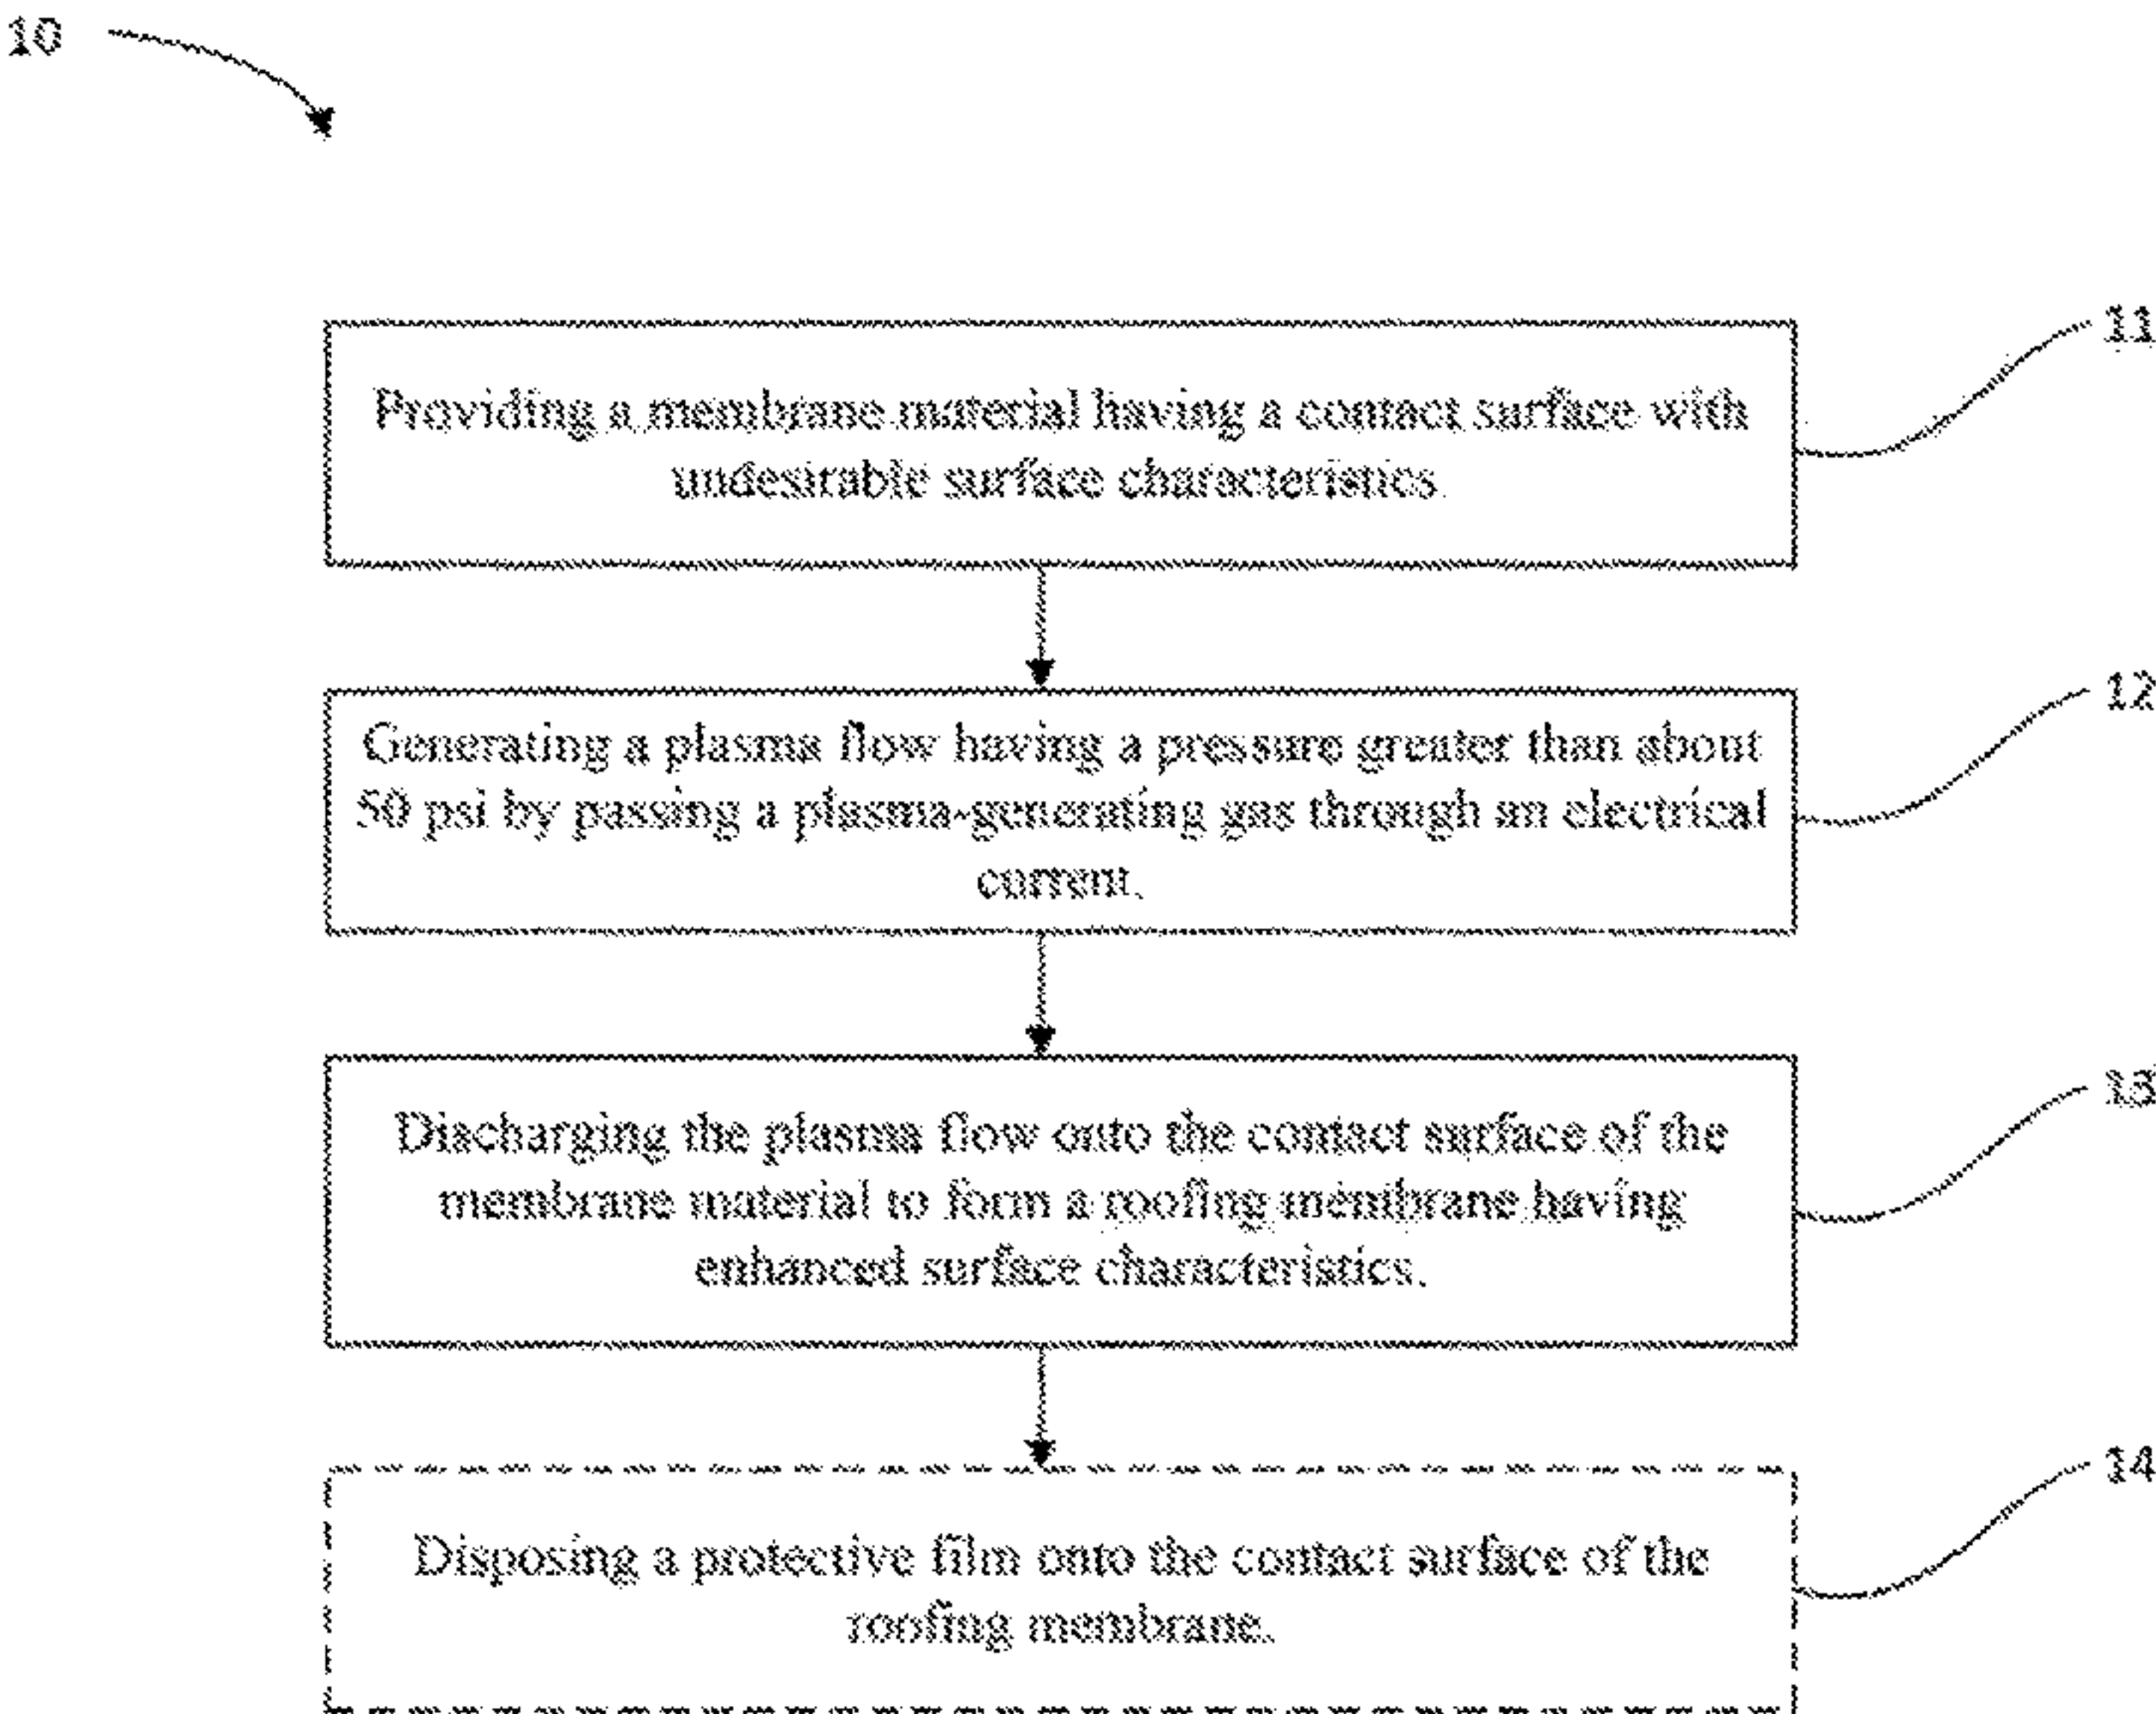 10
11
Providing a membrane material having a contact surface with
undesirable surface characteristics.
12
Generating a plasma flow having a pressure greater than about
50 psi by passing a plasma-generating gas through an electrical
current.
13
Discharging the plasma flow onto the contact surface of the
membrane material to form a roofing membrane having
enhanced surface characteristics.
14
Disposing a protective film onto the contact surface of the
roofing membrane.